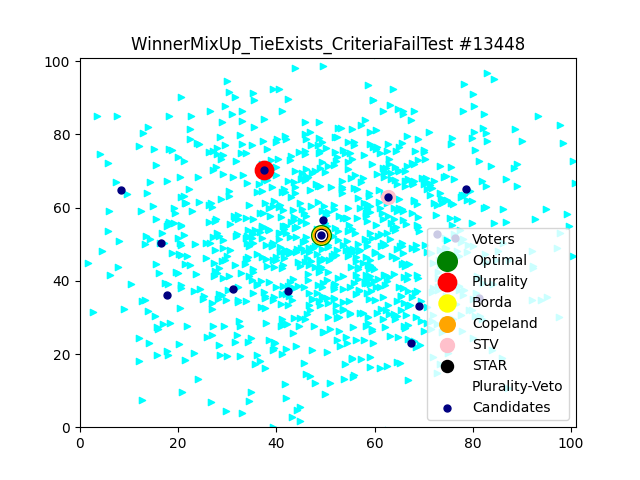 WinnerMixUp_TieExists_CriteriaFailTest #13448
100
80
60
40
20
0
0 20 40 60 80 100
Voters
Optimal
Plurality
Borda
Copeland
STV
STAR
Plurality-Veto
Candidates